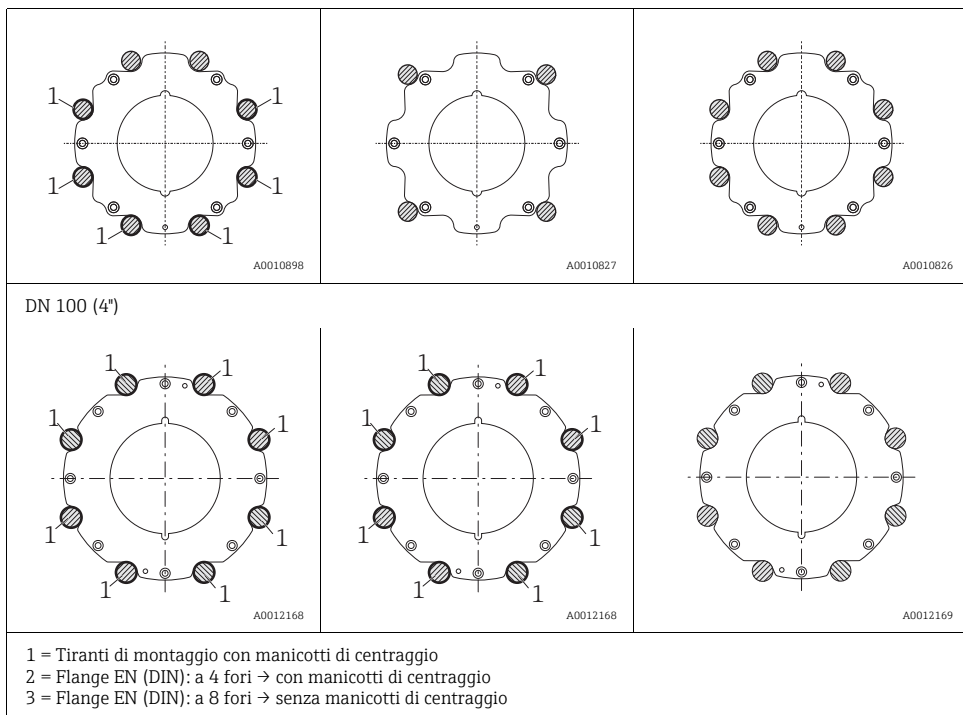 1 1
1 1
1 1
A0010898 A0010827 A0010826
DN 100 (4")
1 1 1 1
1 1 1 1
1 1 1 1
1 1 1 1
A0012168 A0012168 A0012169
1 = Tiranti di montaggio con manicotti di centraggio
2 = Flange EN (DIN): a 4 fori → con manicotti di centraggio
3 = Flange EN (DIN): a 8 fori → senza manicotti di centraggio